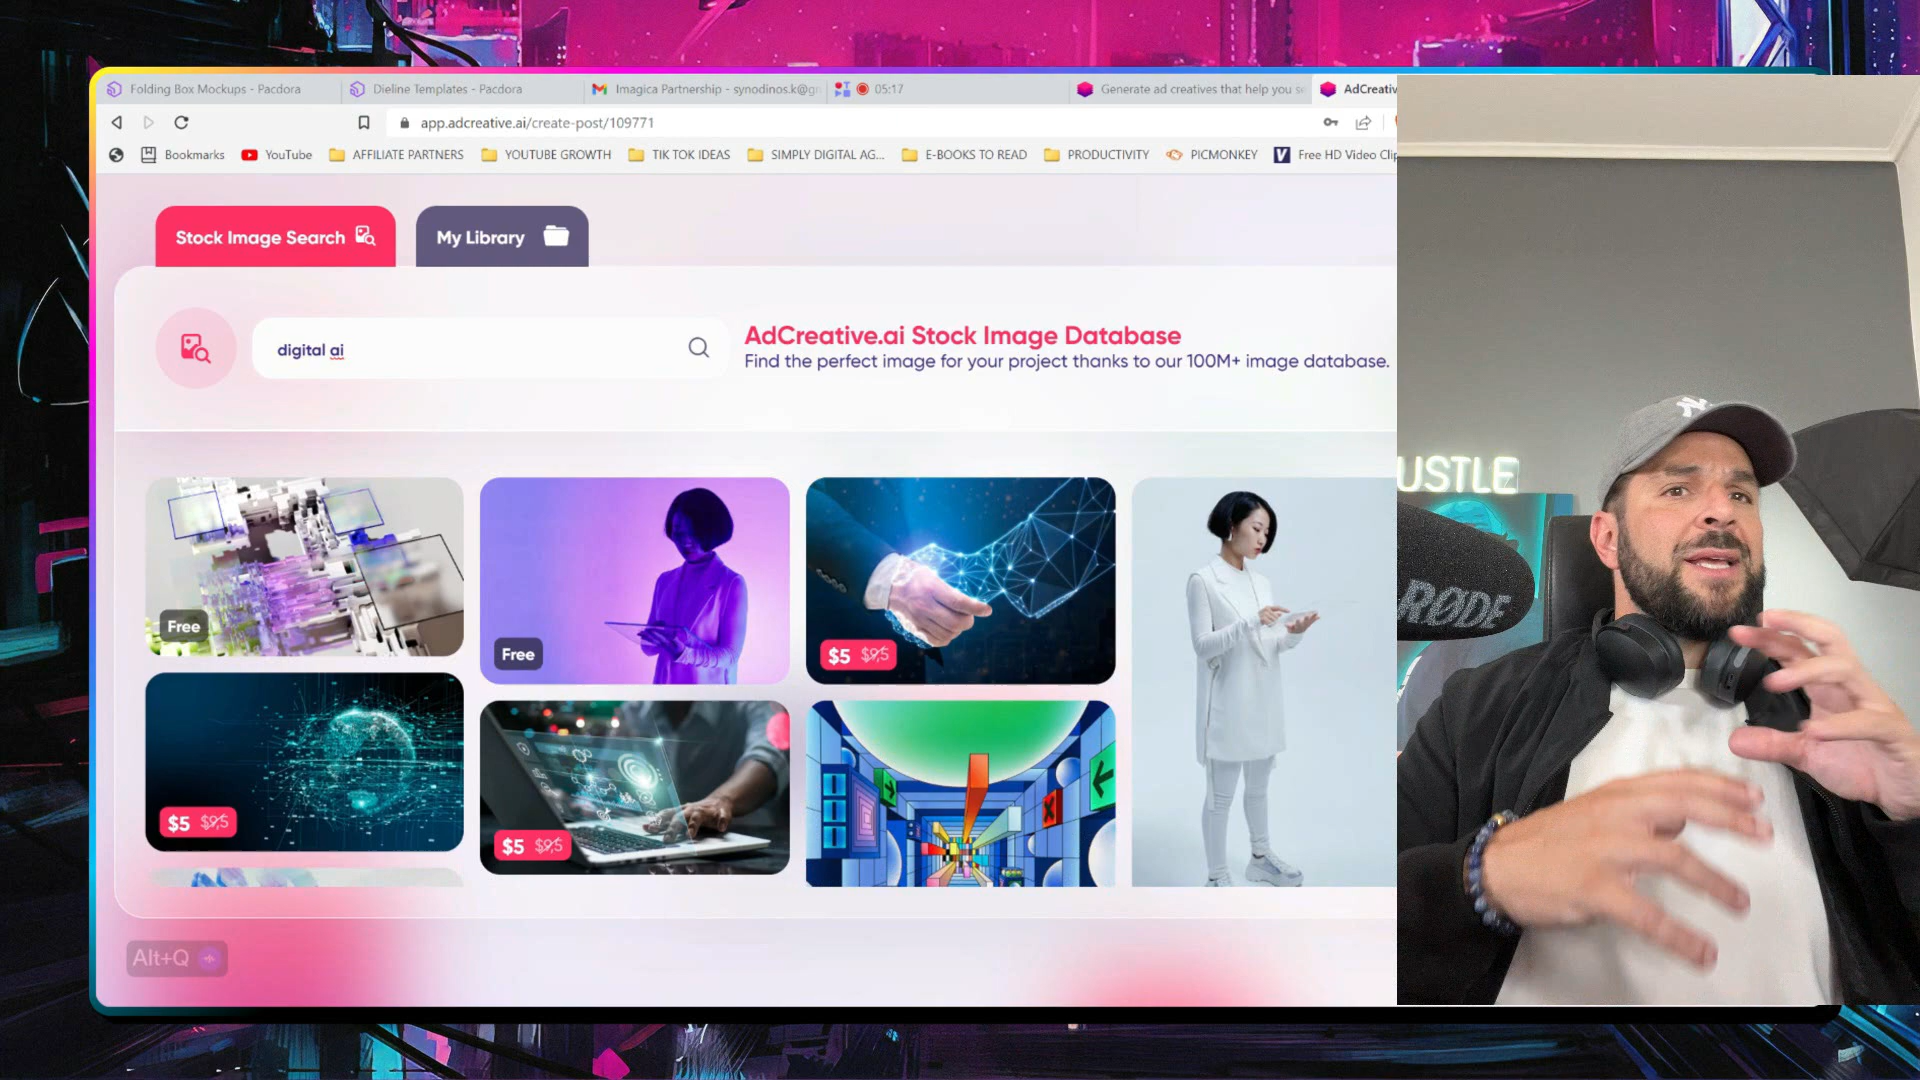 Folding Box Mockups - Pacdora
Dieline Templates - Pacdora
Imagica Partnership - synodinos.k@gm
05:17
Generate ad creatives that help you se
AdCreativ
app.adcreative.ai/create-post/109771
Bookmarks
YouTube
AFFILIATE PARTNERS
YOUTUBE GROWTH
TIK TOK IDEAS
SIMPLY DIGITAL AG...
E-BOOKS TO READ
PRODUCTIVITY
PICMONKEY
Free HD Video Clip
Stock Image Search
My Library
digital ai
AdCreative.ai Stock Image Database
Find the perfect image for your project thanks to our 100M+ image database.
Free
Free
$5 $9,5
$5 $9,5
$5 $9,5
Alt+Q
USTLE
RØDE